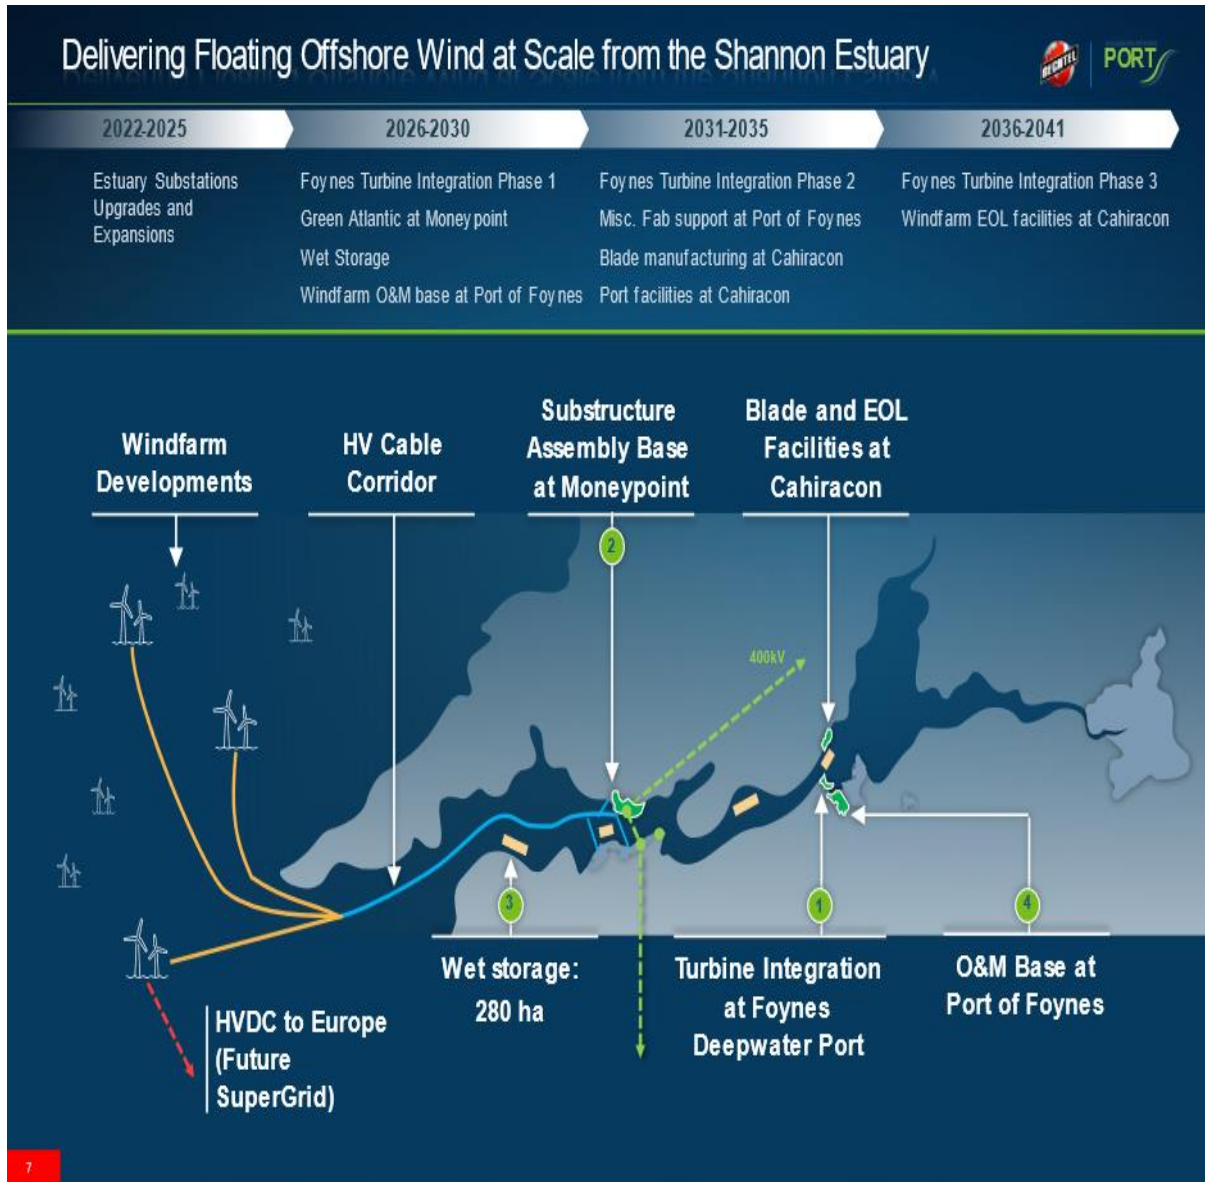 Delivering Floating Offshore Wind at Scale from the Shannon Estuary
BECHTEL
PORT
2022-2025
2026-2030
2031-2035
2036-2041
Estuary Substations
Upgrades and
Expansions
Foynes Turbine Integration Phase 1
Green Atlantic at Moneypoint
Wet Storage
Windfarm O&M base at Port of Foynes
Foynes Turbine Integration Phase 2
Misc. Fab support at Port of Foynes
Blade manufacturing at Cahiracon
Port facilities at Cahiracon
Foynes Turbine Integration Phase 3
Windfarm EOL facilities at Cahiracon
Windfarm
Developments
HV Cable
Corridor
Substructure
Assembly Base
at Moneypoint
Blade and EOL
Facilities at
Cahiracon
2
400kV
3
1
4
Wet storage:
280 ha
Turbine Integration
at Foynes
Deepwater Port
O&M Base at
Port of Foynes
HVDC to Europe
(Future
SuperGrid)
7